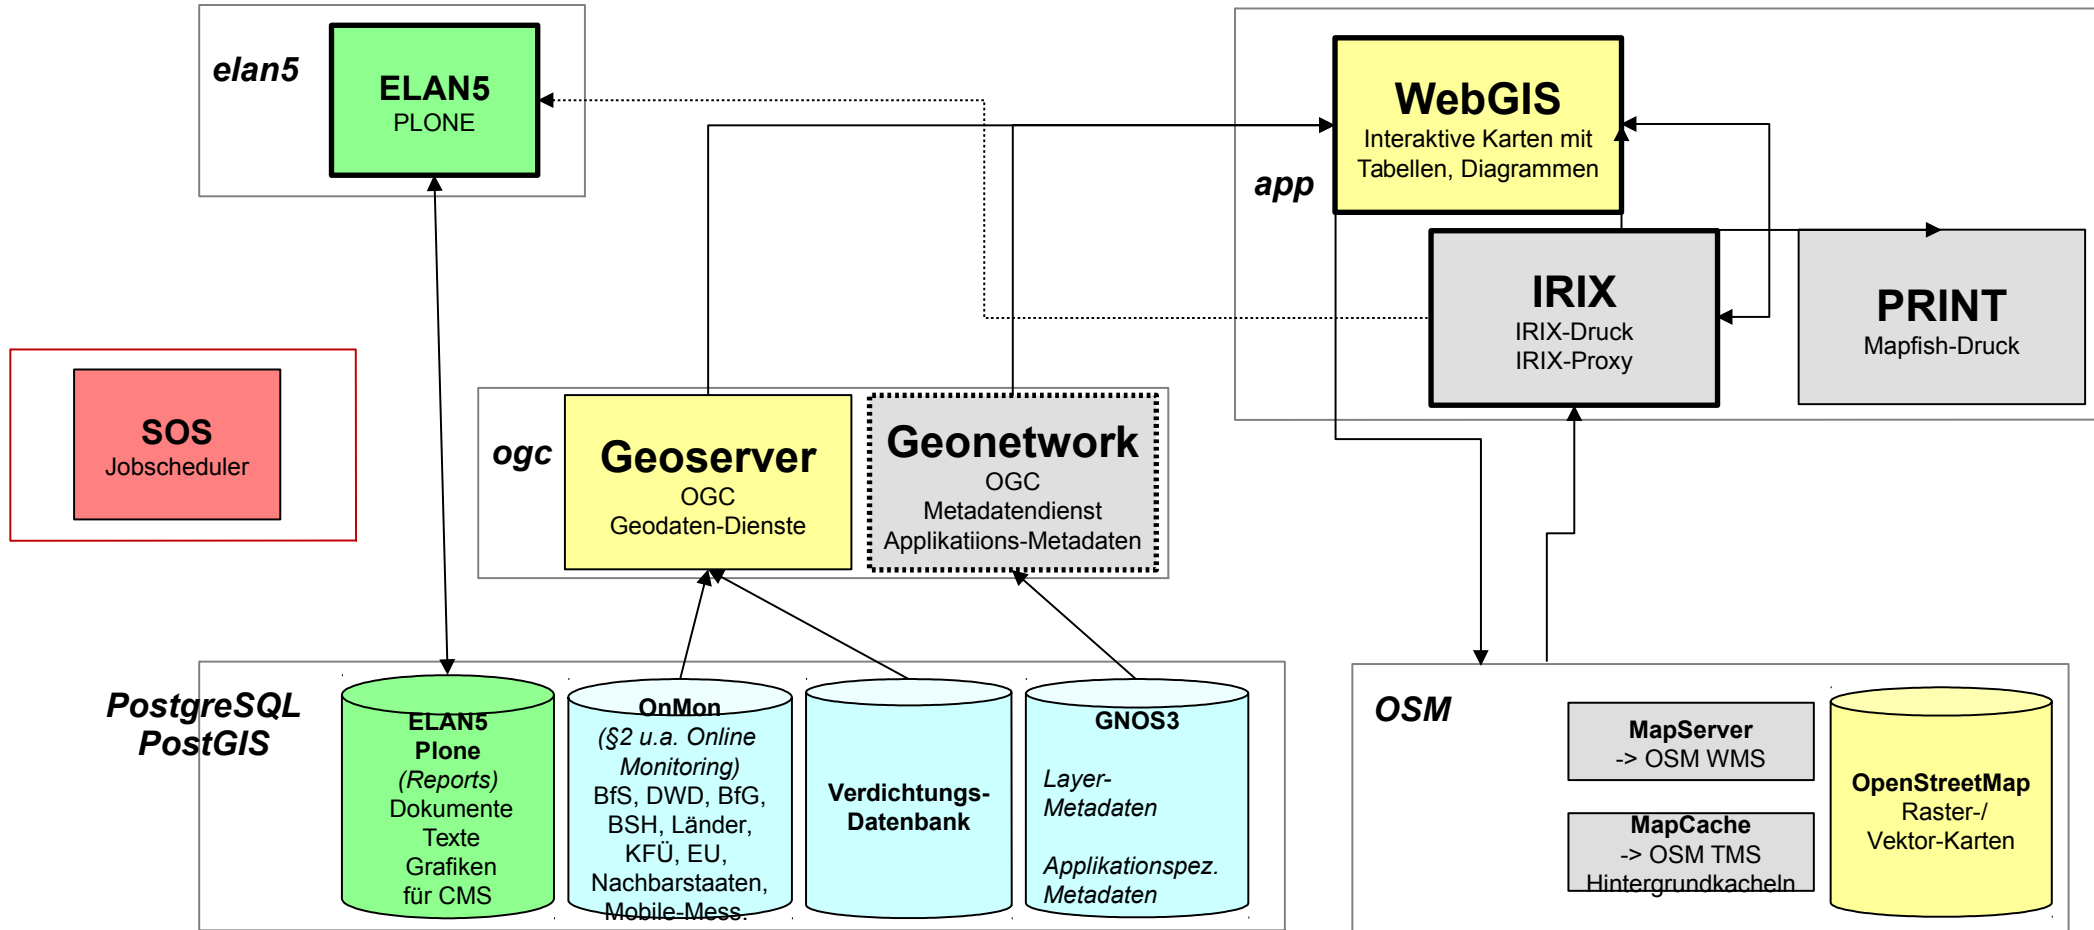 elan5
ELAN5
PLONE
app
WebGIS
Interaktive Karten mit
Tabellen, Diagrammen
IRIX
IRIX-Druck
IRIX-Proxy
PRINT
Mapfish-Druck
SOS
Jobscheduler
ogc
Geoserver
OGC
Geodaten-Dienste
Geonetwork
OGC
Metadatendienst
Applikatiions-Metadaten
PostgreSQL
PostGIS
ELAN5
Plone
(Reports)
Dokumente
Texte
Grafiken
für CMS
OnMon
(§2 u.a. Online
Monitoring)
BfS, DWD, BfG,
BSH, Länder,
KFÜ, EU,
Nachbarstaaten,
Mobile-Mess.
Verdichtungs-
Datenbank
GNOS3
Layer-
Metadaten
Applikationspez.
Metadaten
OSM
MapServer
-> OSM WMS
MapCache
-> OSM TMS
Hintergrundkacheln
OpenStreetMap
Raster-/
Vektor-Karten